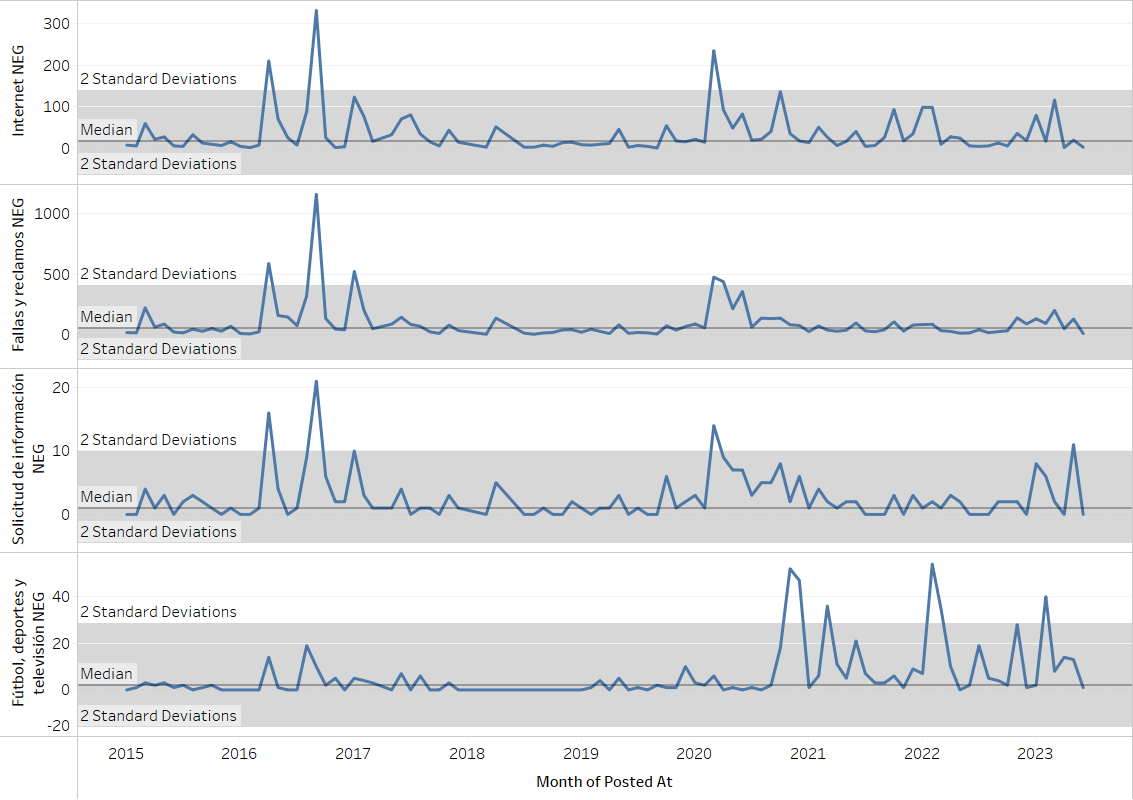 Internet NEG
300
200
100
0
2 Standard Deviations
Median
2 Standard Deviations
Fallas y reclamos NEG
1000
500
0
2 Standard Deviations
Median
2 Standard Deviations
Solicitud de información
NEG
20
10
0
2 Standard Deviations
Median
2 Standard Deviations
Fútbol, deportes y
televisión NEG
40
20
0
-20
2 Standard Deviations
Median
2 Standard Deviations
2015 2016 2017 2018 2019 2020 2021 2022 2023
Month of Posted At